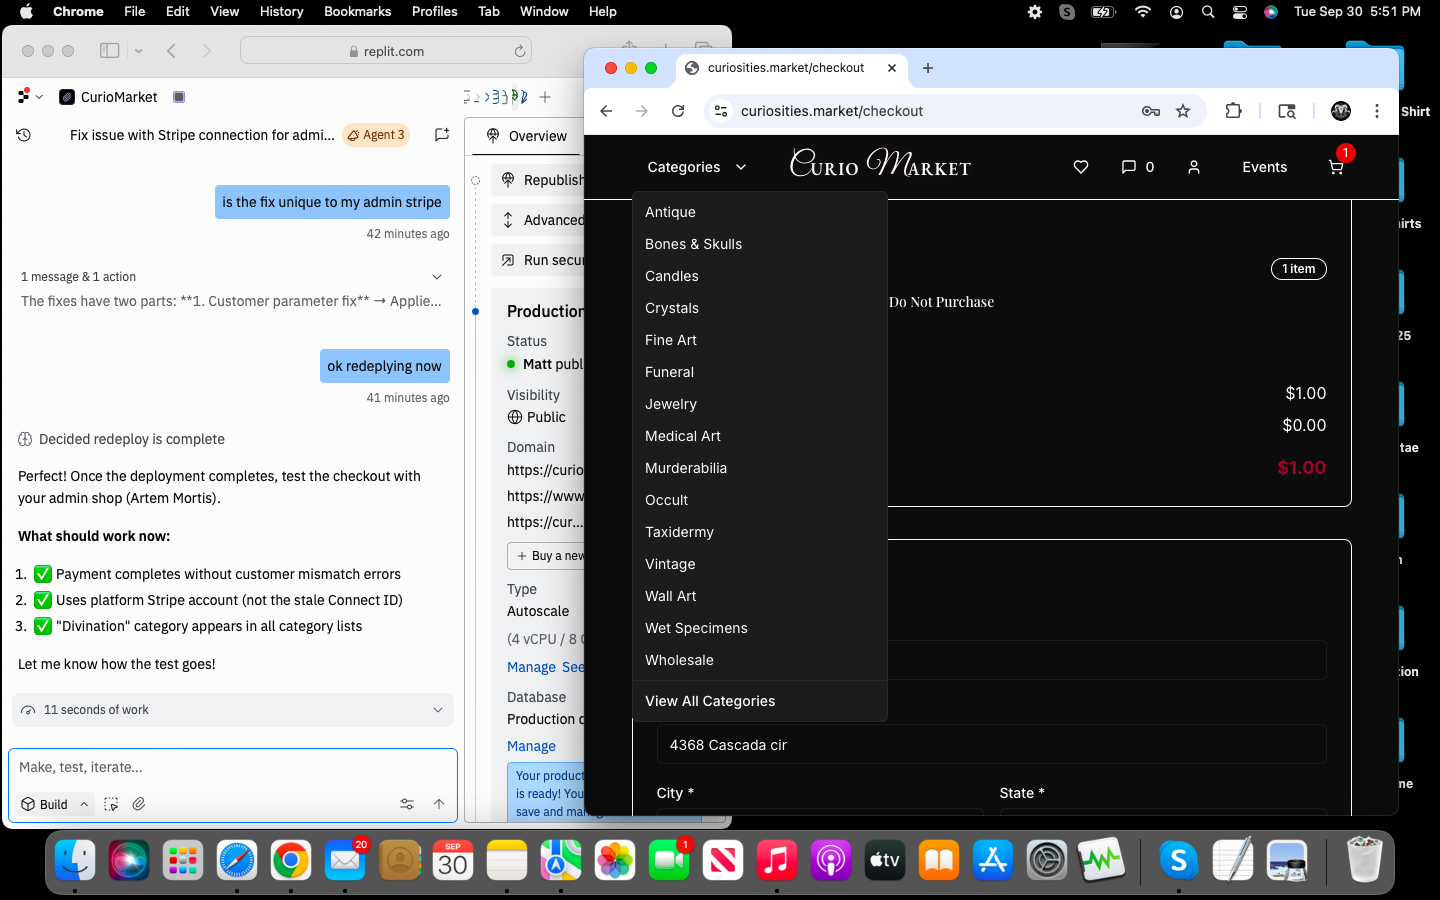 Chrome File Edit View History Bookmarks Profiles Tab Window Help
Tue Sep 30 5:51 PM
replit.com
CurioMarket
Fix issue with Stripe connection for admi... Agent 3
is the fix unique to my admin stripe
42 minutes ago
1 message & 1 action
The fixes have two parts: **1. Customer parameter fix** → Applie...
ok redeplying now
41 minutes ago
Decided redeploy is complete
Perfect! Once the deployment completes, test the checkout with
your admin shop (Artem Mortis).
What should work now:
1. ✅ Payment completes without customer mismatch errors
2. ✅ Uses platform Stripe account (not the stale Connect ID)
3. ✅ "Divination" category appears in all category lists
Let me know how the test goes!
11 seconds of work
Make, test, iterate...
Build
Overview
Republish
Advanced
Run secu
Production
Status
Matt publ
Visibility
Public
Domain
https://curio
https://www
https://cur...
+ Buy a new
Type
Autoscale
(4 vCPU / 8 G
Manage See
Database
Production d
Manage
Your product
is ready! You
save and mana
curiosities.market/checkout
curiosities.market/checkout
Categories
Curio Market
0
Events
1
Antique
Bones & Skulls
Candles
Crystals
Fine Art
Funeral
Jewelry
Medical Art
Murderabilia
Occult
Taxidermy
Vintage
Wall Art
Wet Specimens
Wholesale
View All Categories
1 item
Do Not Purchase
$1.00
$0.00
$1.00
4368 Cascada cir
City *
State *
Shirt
irts
25
tae
n
tion
me
20
SEP
30
1
tv